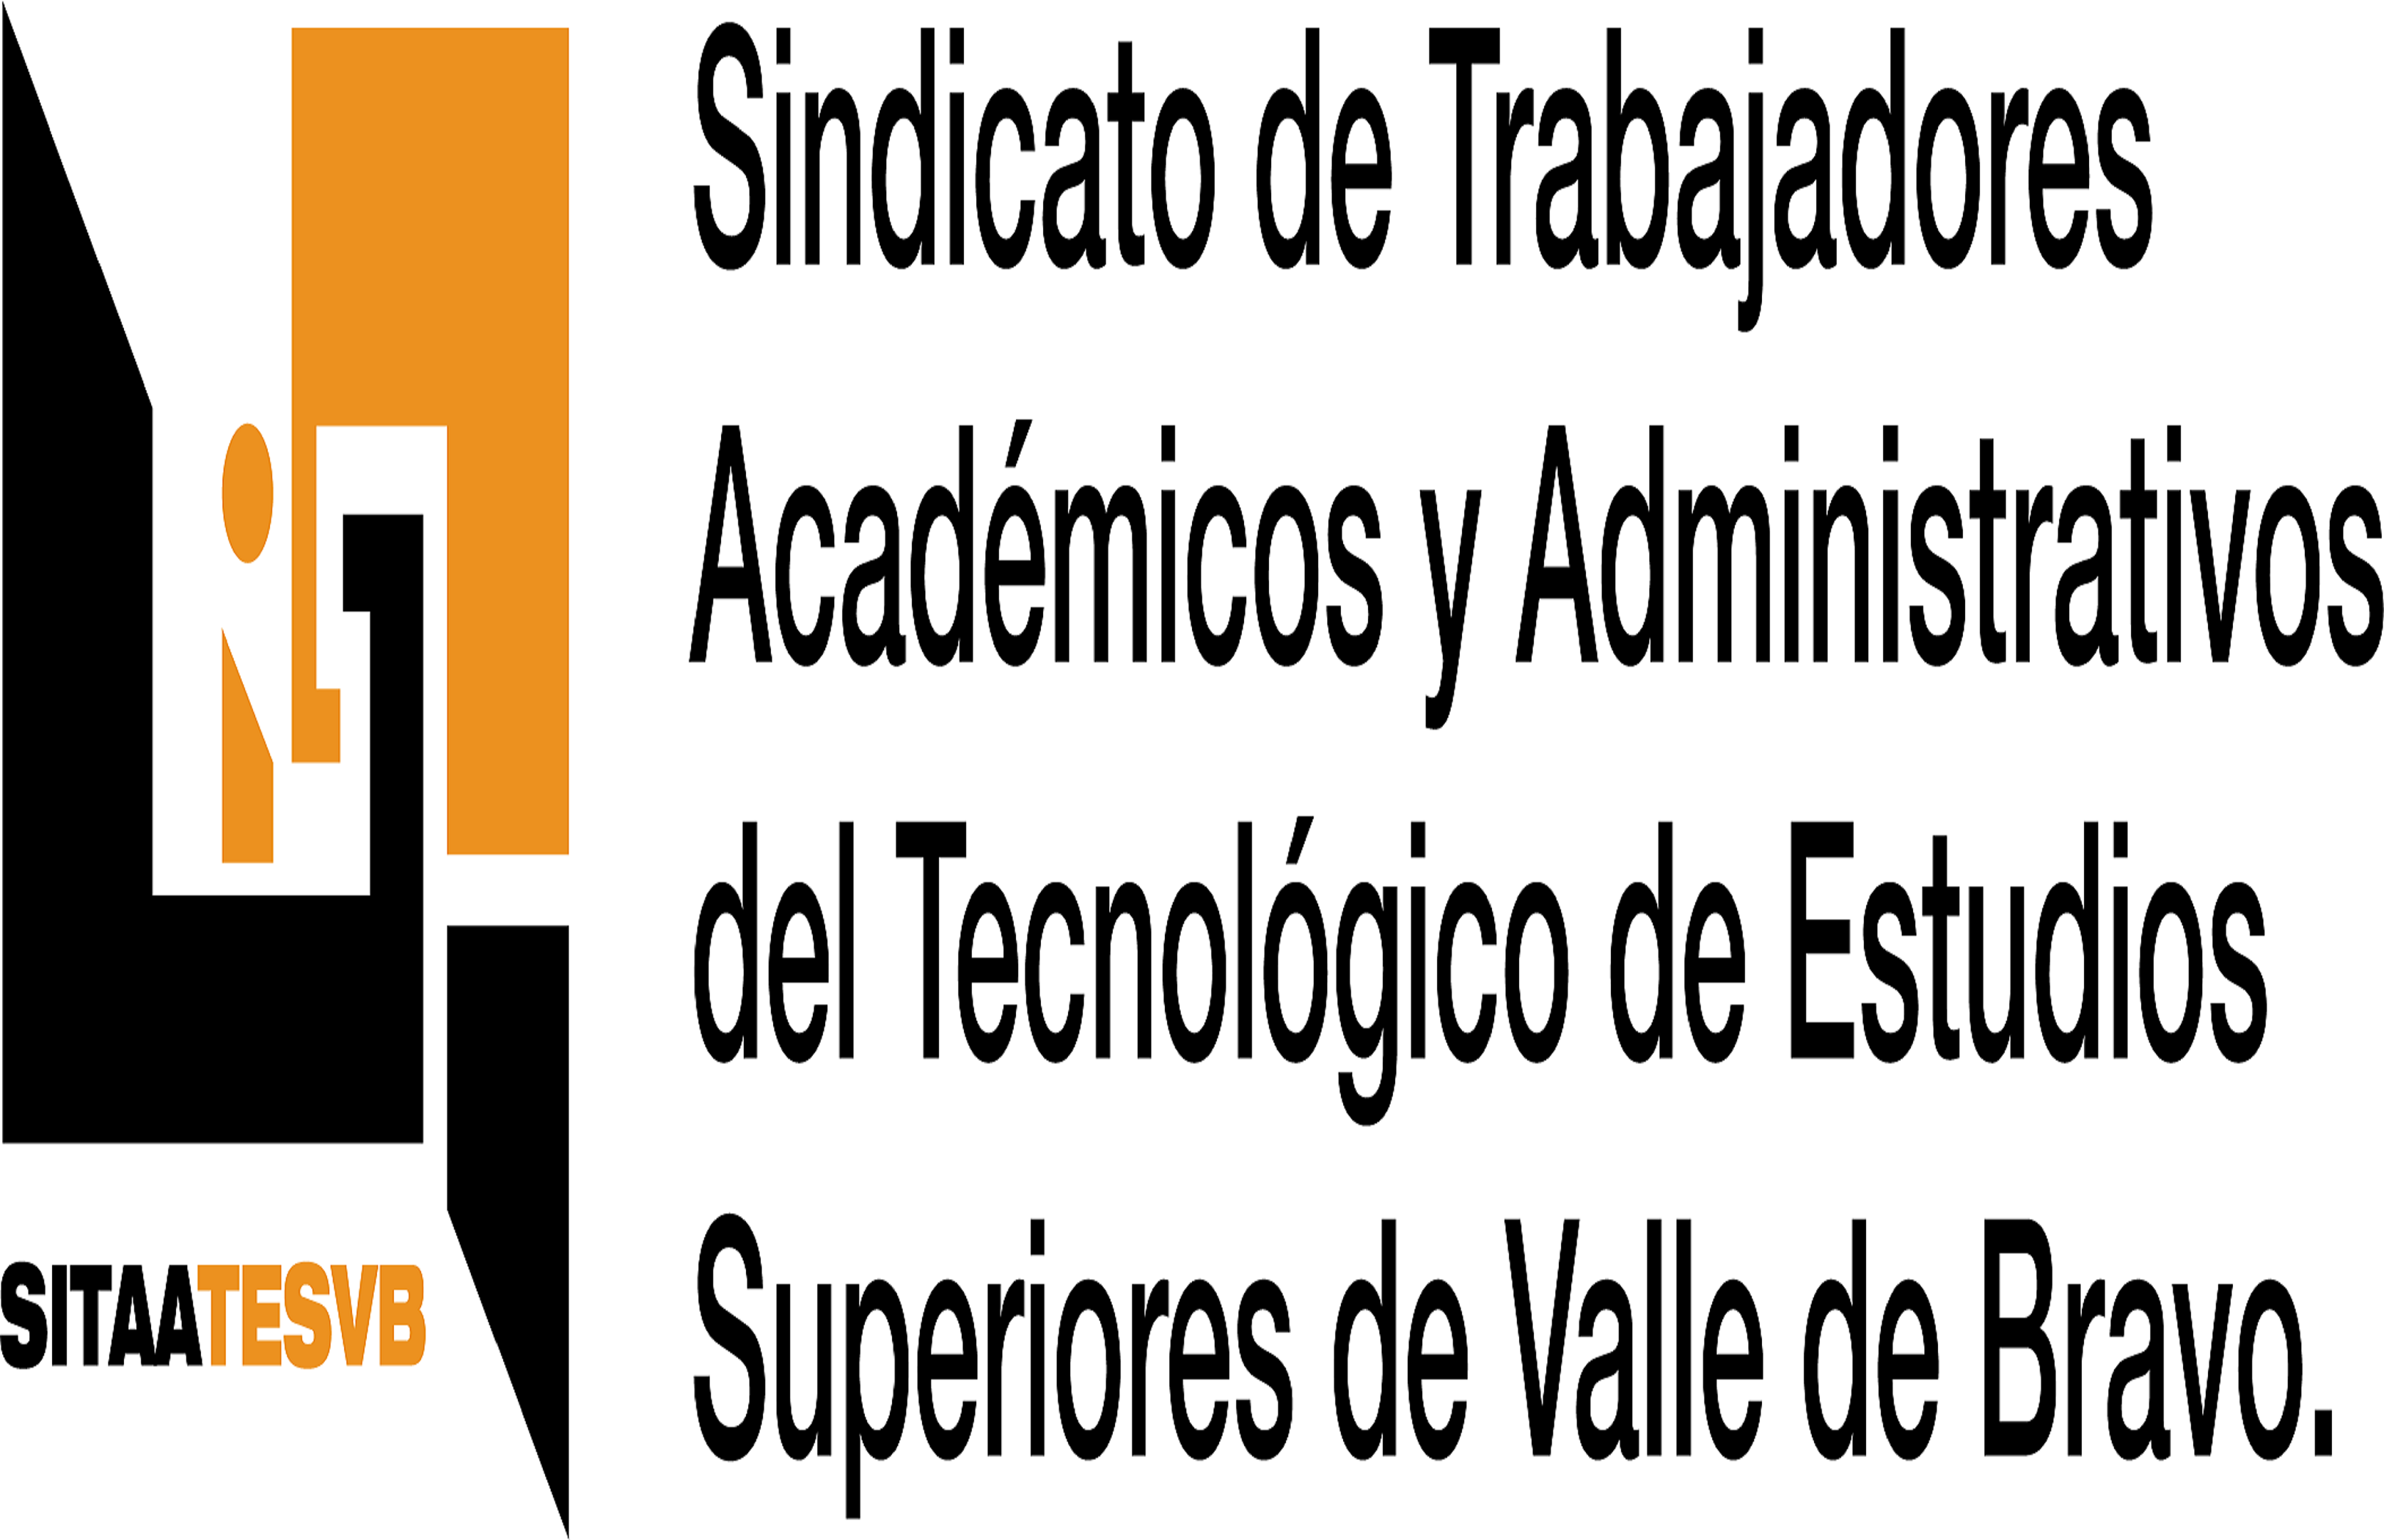 Sindicato de Trabajadores
Académicos y Administrativos
del Tecnológico de Estudios
Superiores de Valle de Bravo.
SITAATESVB